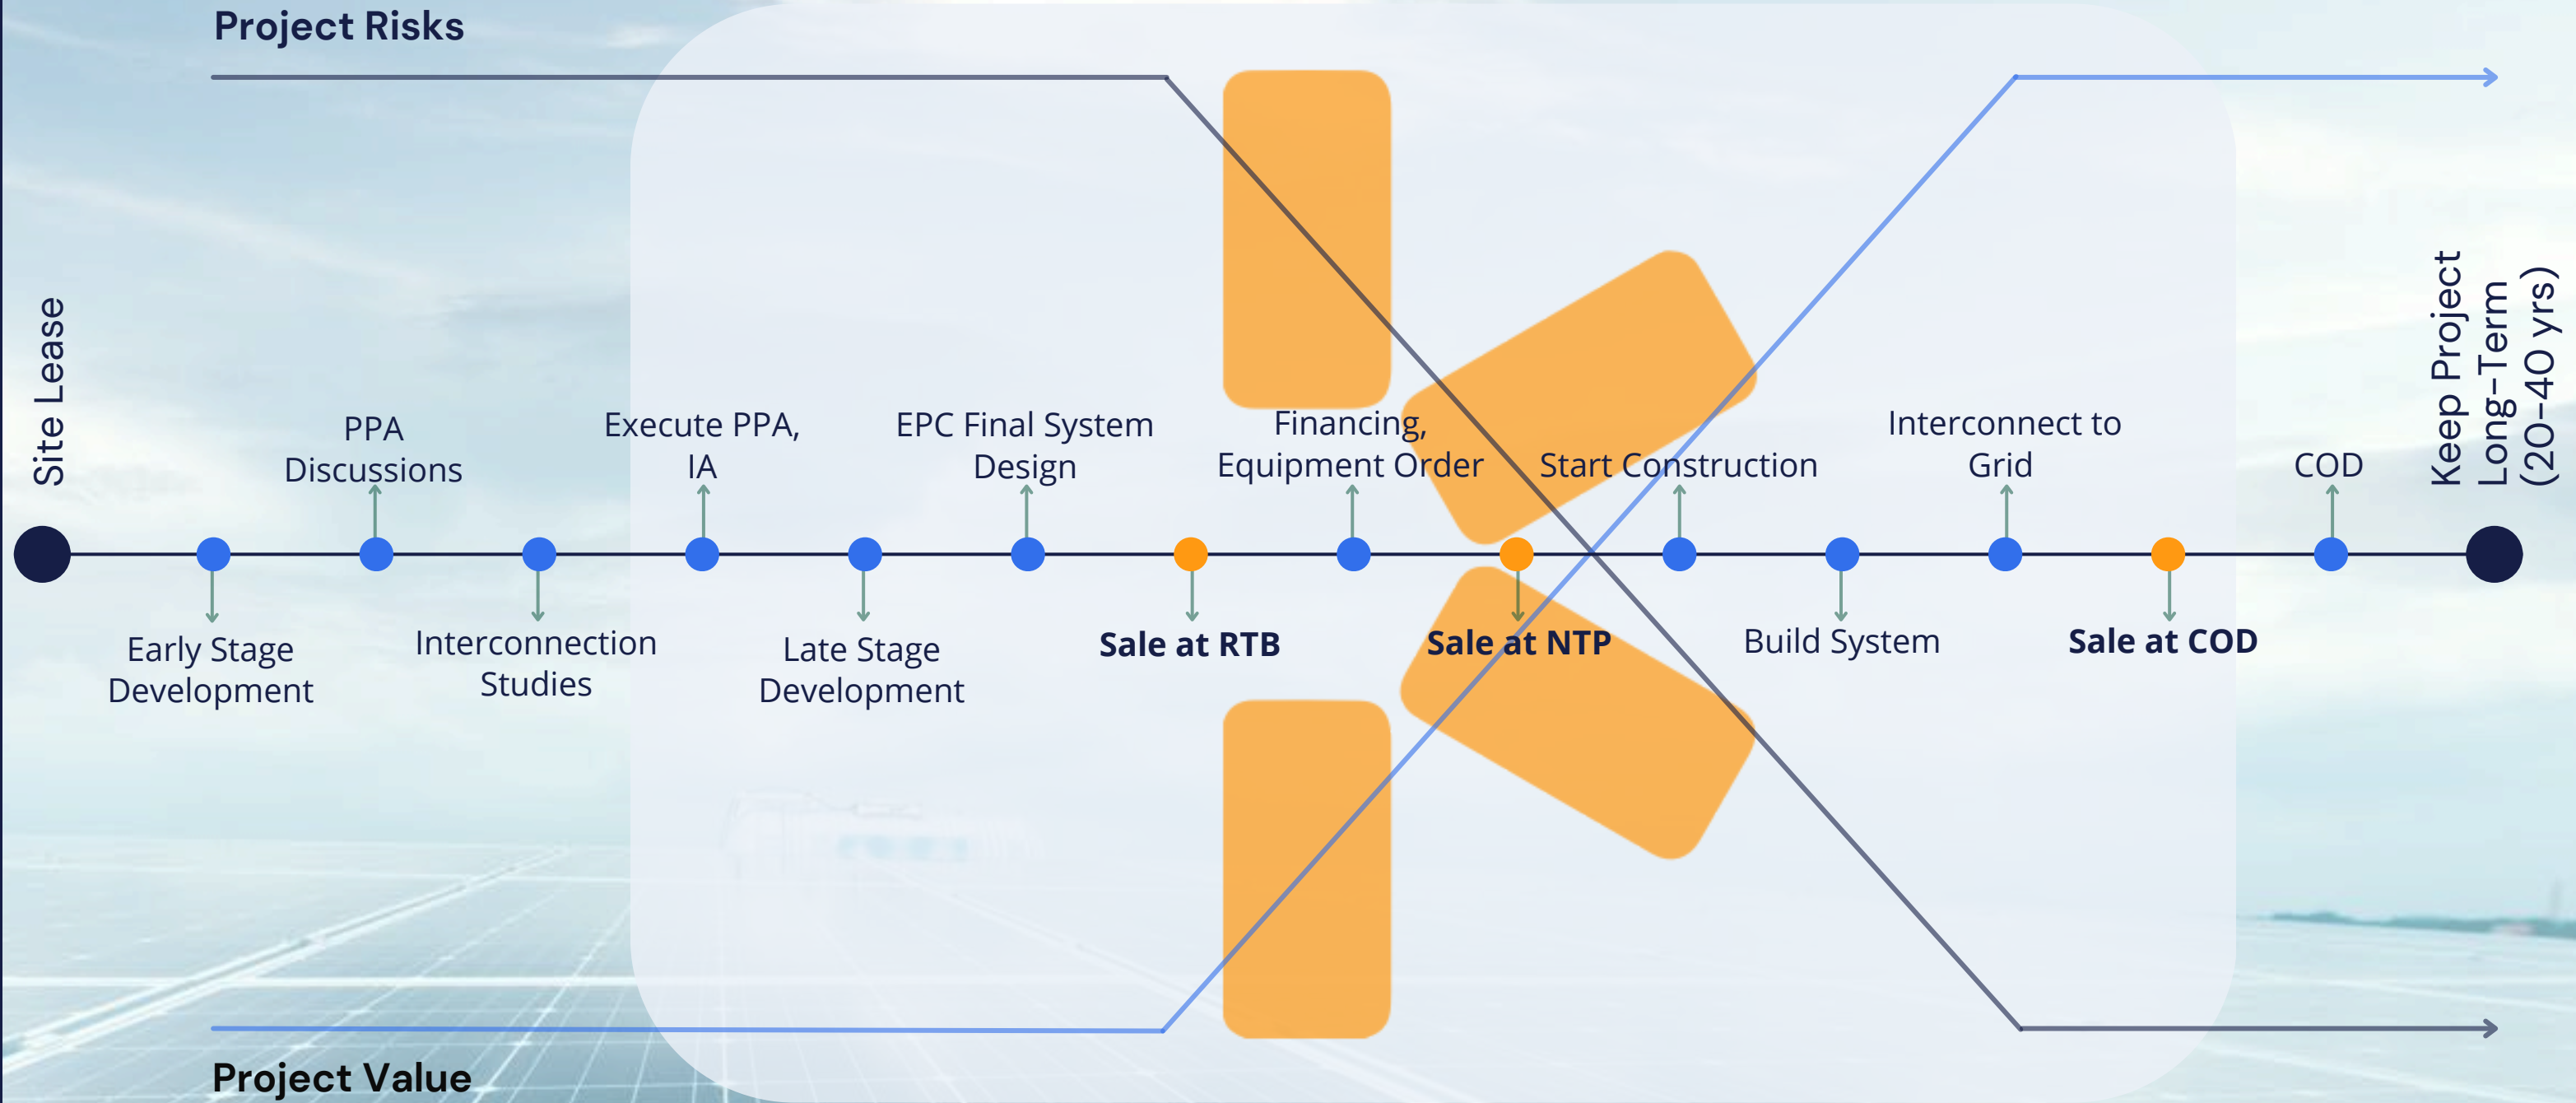 Project Risks
Site Lease
Early Stage
Development
PPA
Discussions
Interconnection
Studies
Execute PPA,
IA
Late Stage
Development
EPC Final System
Design
Sale at RTB
Financing,
Equipment Order
Sale at NTP
Start Construction
Build System
Interconnect to
Grid
Sale at COD
COD
Keep Project
Long-Term
(20-40 yrs)
Project Value